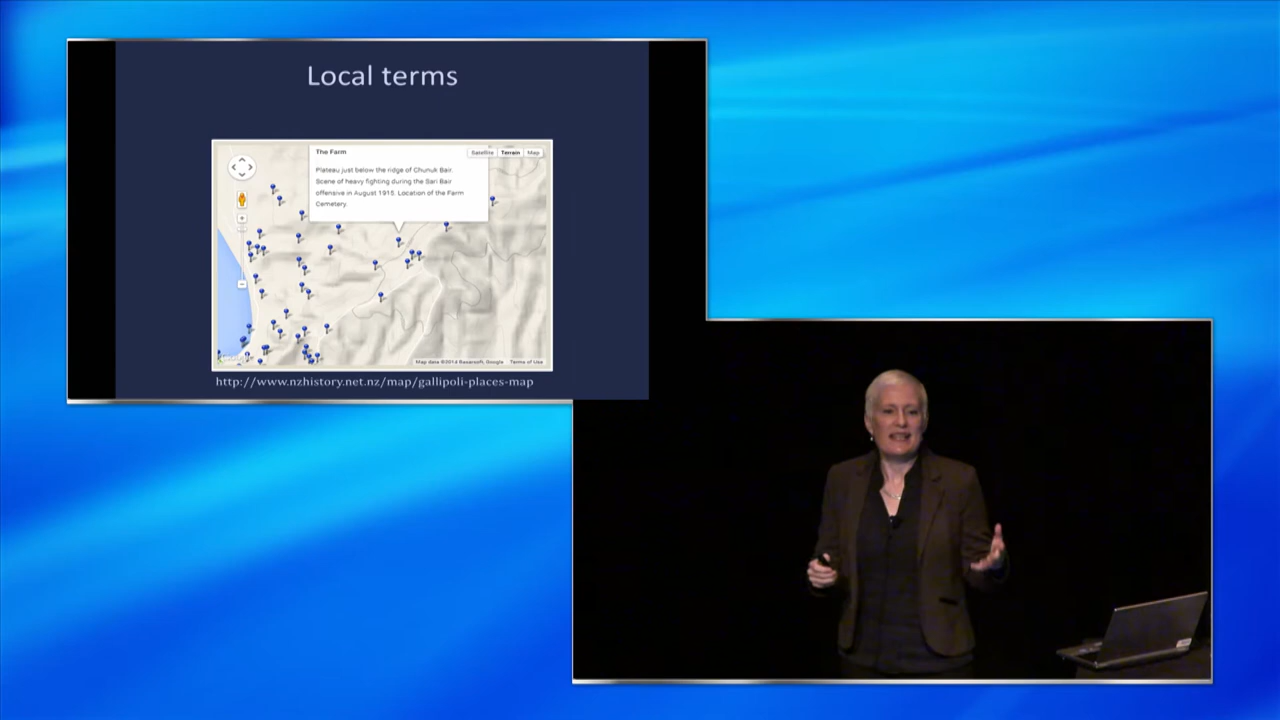 Local terms
The Farm
Plateau just below the ridge of Chunuk Bair.
Scene of heavy fighting during the Sari Bair
offensive in August 1915. Location of the Farm
Cemetery.
Satellite Terrain Map
Map data ©2014 Basarsoft, Google Terms of Use
http://www.nzhistory.net.nz/map/gallipoli-places-map